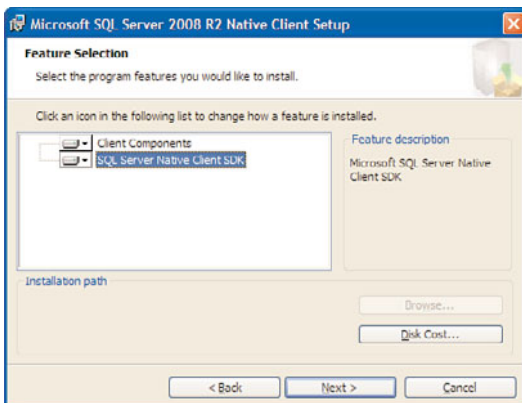 Microsoft SQL Server 2008 R2 Native Client Setup
Feature Selection
Select the program features you would like to install.
Click an icon in the following list to change how a feature is installed.
Client Components
SQL Server Native Client SDK
Feature description
Microsoft SQL Server Native
Client SDK
Installation path
Browse...
Disk Cost...
< Back
Next >
Cancel